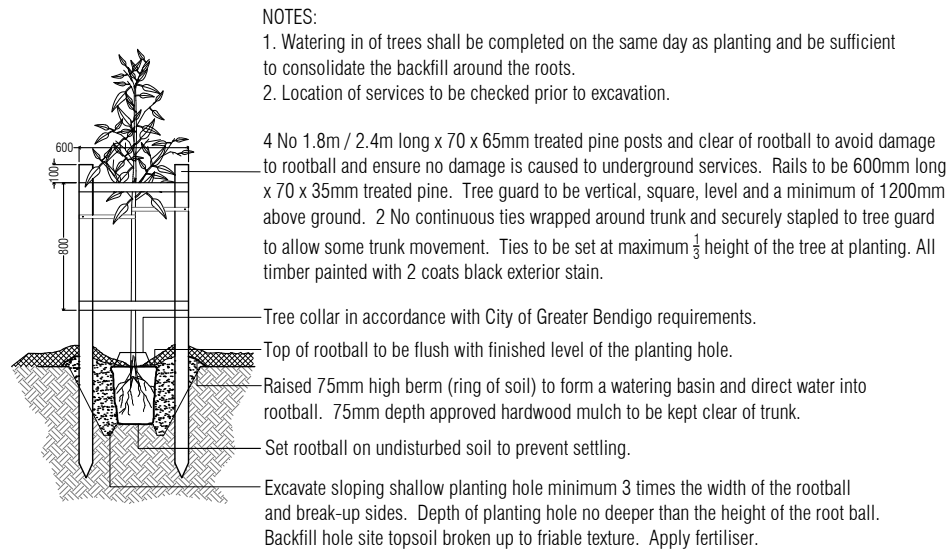 NOTES:
1. Watering in of trees shall be completed on the same day as planting and be sufficient
to consolidate the backfill around the roots.
2. Location of services to be checked prior to excavation.
4 No 1.8m / 2.4m long x 70 x 65mm treated pine posts and clear of rootball to avoid damage
to rootball and ensure no damage is caused to underground services. Rails to be 600mm long
x 70 x 35mm treated pine. Tree guard to be vertical, square, level and a minimum of 1200mm
above ground. 2 No continuous ties wrapped around trunk and securely stapled to tree guard
to allow some trunk movement. Ties to be set at maximum 1/3 height of the tree at planting. All
timber painted with 2 coats black exterior stain.
600
100
800
Tree collar in accordance with City of Greater Bendigo requirements.
Top of rootball to be flush with finished level of the planting hole.
Raised 75mm high berm (ring of soil) to form a watering basin and direct water into
rootball. 75mm depth approved hardwood mulch to be kept clear of trunk.
Set rootball on undisturbed soil to prevent settling.
Excavate sloping shallow planting hole minimum 3 times the width of the rootball
and break-up sides. Depth of planting hole no deeper than the height of the root ball.
Backfill hole site topsoil broken up to friable texture. Apply fertiliser.